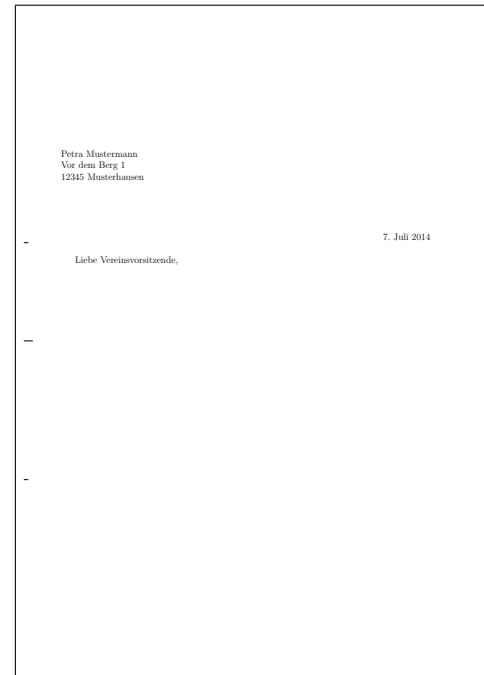 Petra Mustermann
Vor dem Berg 1
12345 Musterhausen
7. Juli 2014
Liebe Vereinsvorsitzende,